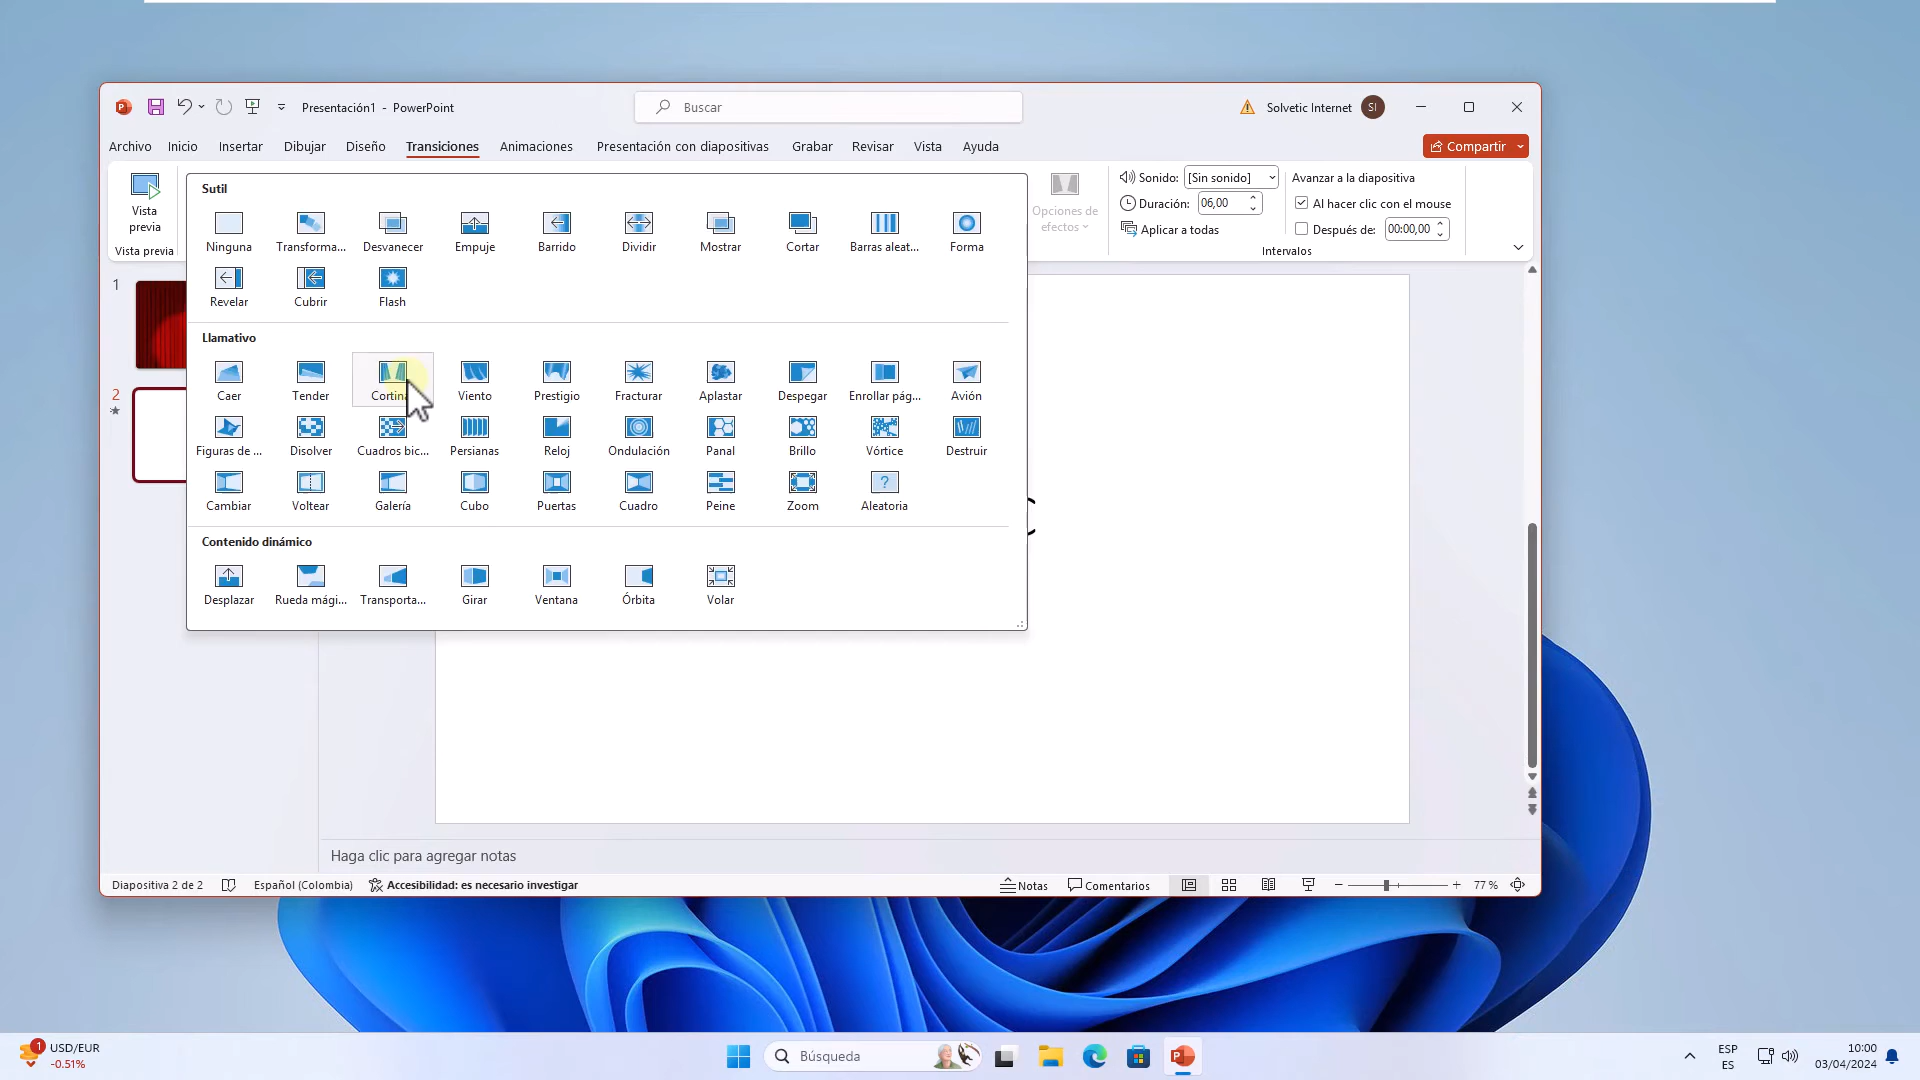 Presentación1 - PowerPoint
Buscar
Solvetic Internet
SI
Archivo
Inicio
Insertar
Dibujar
Diseño
Transiciones
Animaciones
Presentación con diapositivas
Grabar
Revisar
Vista
Ayuda
Compartir
Vista
previa
Vista previa
Sutil
Ninguna
Transforma...
Desvanecer
Empuje
Barrido
Dividir
Mostrar
Cortar
Barras aleat...
Forma
Revelar
Cubrir
Flash
Llamativo
Caer
Tender
Viento
Prestigio
Fracturar
Aplastar
Despegar
Enrollar pág...
Avión
Figuras de ...
Disolver
Cuadros bic...
Persianas
Reloj
Ondulación
Panal
Brillo
Vórtice
Destruir
Cambiar
Voltear
Galería
Cubo
Puertas
Cuadro
Peine
Zoom
Aleatoria
Contenido dinámico
Desplazar
Rueda mági...
Transporta...
Girar
Ventana
Órbita
Volar
Opciones de
efectos
Sonido: [Sin sonido]
Duración: 06,00
Aplicar a todas
Avanzar a la diapositiva
Al hacer clic con el mouse
Después de: 00:00,00
Intervalos
1
2
Haga clic para agregar notas
Diapositiva 2 de 2
Español (Colombia)
Accesibilidad: es necesario investigar
Notas
Comentarios
77 %
1
USD/EUR
-0.51%
Búsqueda
ESP
ES
10:00
03/04/2024